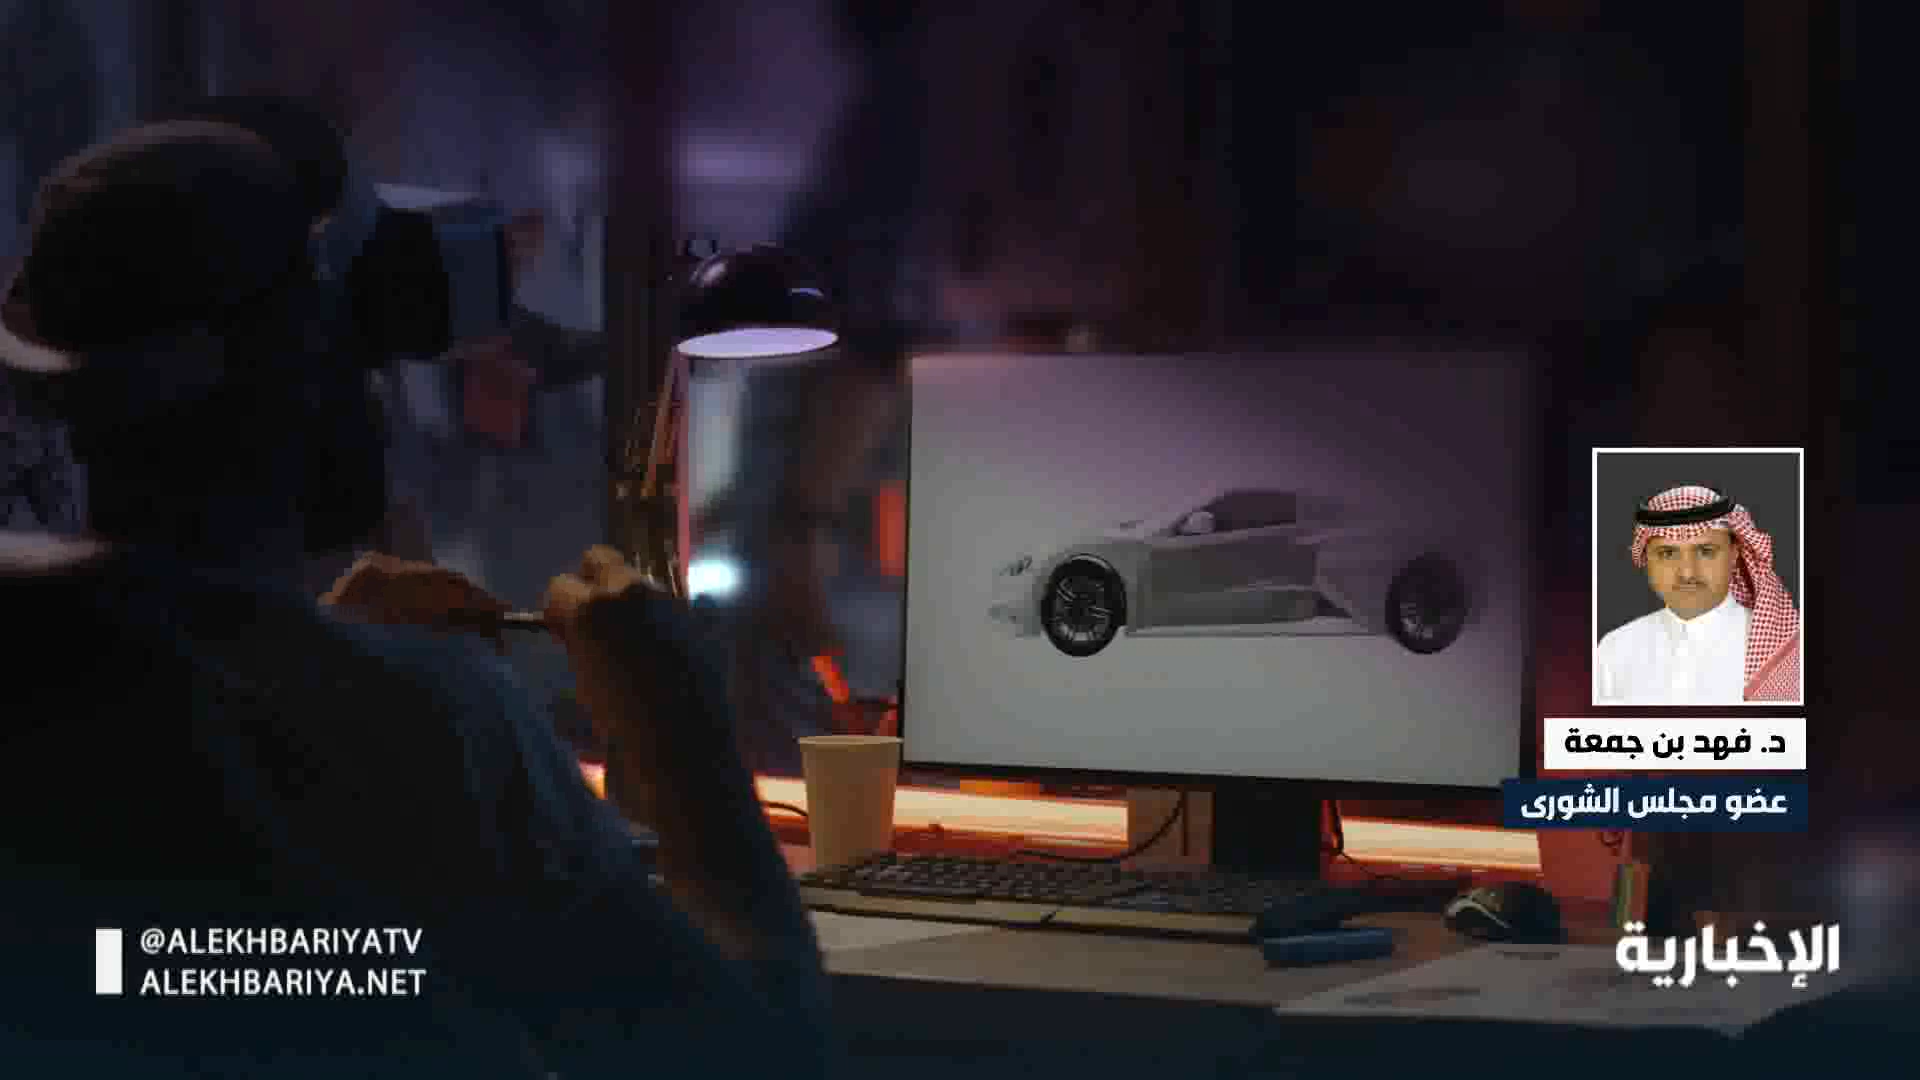 د. فهد بن جمعة
عضو مجلس الشورى
@ALEKHBARIYATV
ALEKHBARIYA.NET
الإخبارية